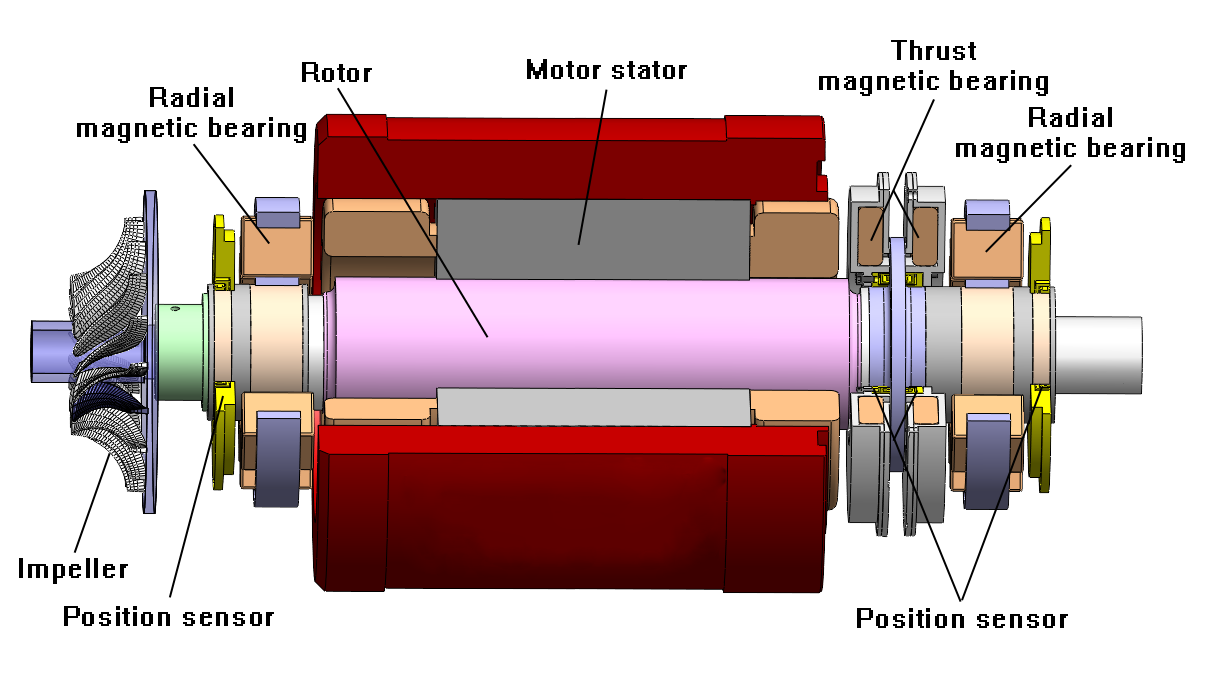 Thrust
magnetic bearing
Rotor
Motor stator
Radial
magnetic bearing
Radial
magnetic bearing
Impeller
Position sensor
Position sensor